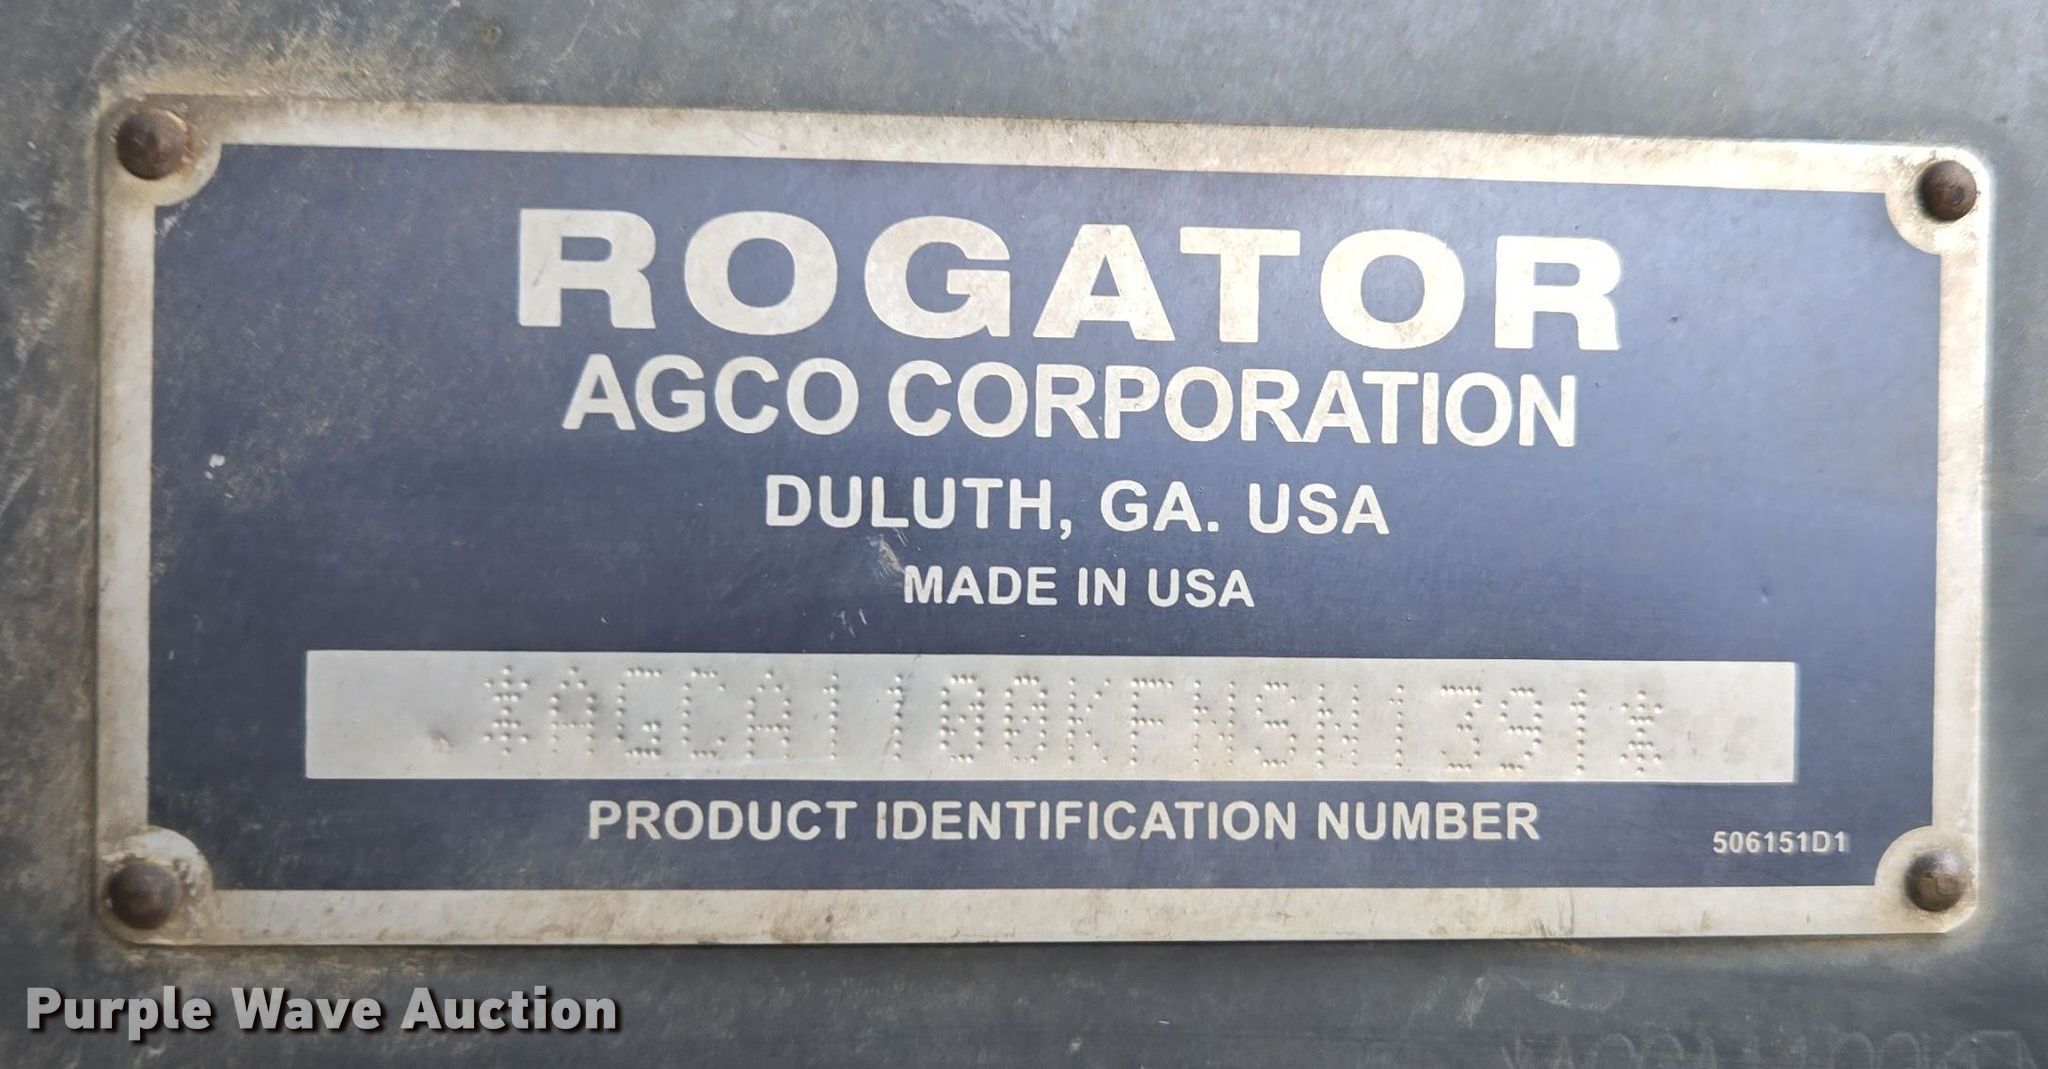 ROGATOR
AGCO CORPORATION
DULUTH, GA. USA
MADE IN USA
*AGCA1100KFNSN1391*
PRODUCT IDENTIFICATION NUMBER
506151D1
Purple Wave Auction